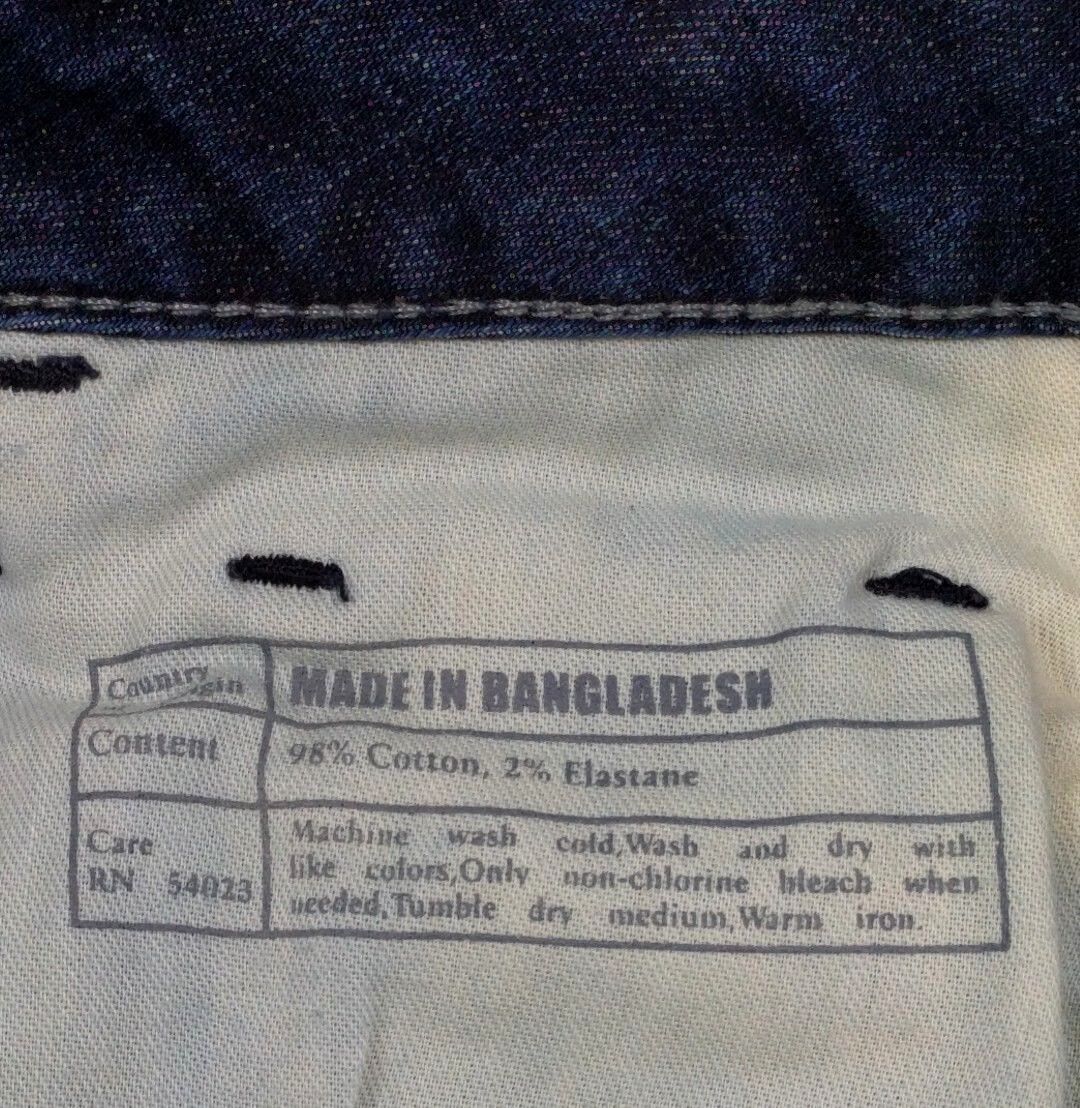 Country
MADE IN BANGLADESH
Content
98% Cotton, 2% Elastane
Care
RN 54023
Machine wash cold,Wash and dry with
like colors,Only non-chlorine bleach when
needed,Tumble dry medium,Warm iron.